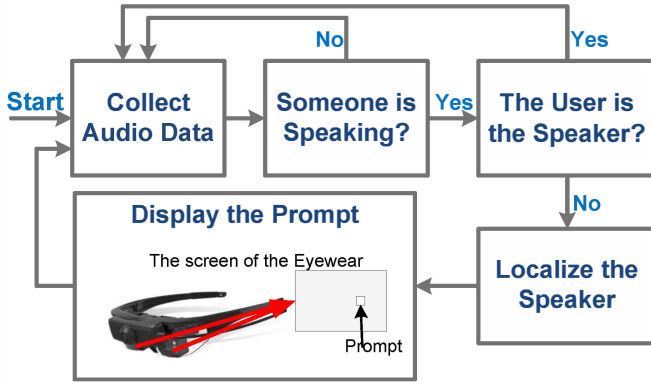 No
Yes
Start
Collect
Audio Data
Someone is
Speaking?
Yes
The User is
the Speaker?
No
Display the Prompt
The screen of the Eyewear
Prompt
Localize the
Speaker